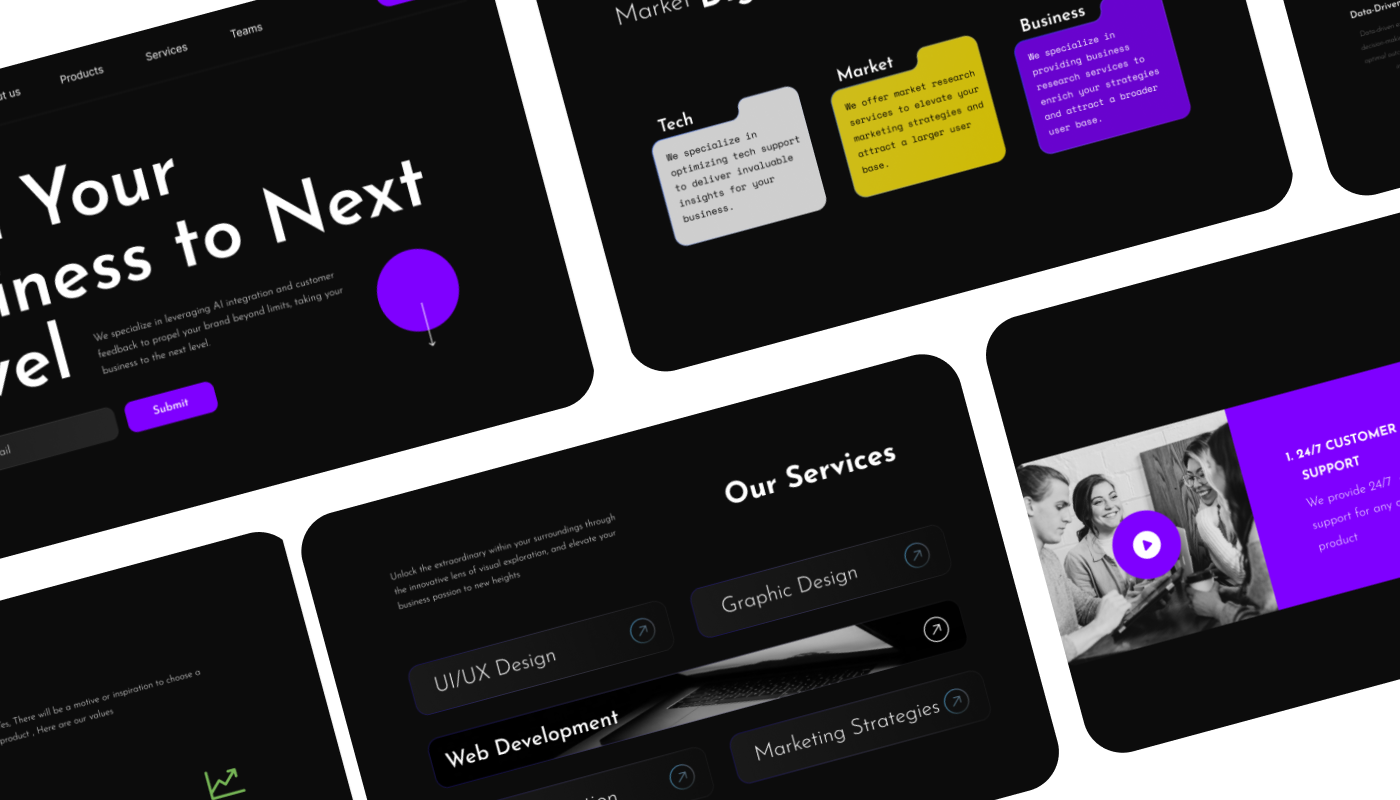 ut us
Products
Services
Teams
Your
iness to Next
vel
We specialize in leveraging AI integration and customer
feedback to propel your brand beyond limits, taking your
business to the next level.
ail
Submit
Market
Tech
We specialize in
optimizing tech support
to deliver invaluable
insights for your
business.
Market
We offer market research
services to elevate your
marketing strategies and
attract a larger user
base.
Business
We specialize in
providing business
research services to
enrich your strategies
and attract a broader
user base.
Data-Driven
Yes, There will be a motive or inspiration to choose a
product , Here are our values
Our Services
Unlock the extraordinary within your surroundings through
the innovative lens of visual exploration, and elevate your
business passion to new heights
UI/UX Design
Graphic Design
Web Development
Marketing Strategies
tion
1. 24/7 CUSTOMER
SUPPORT
We provide 24/7
support for any
product